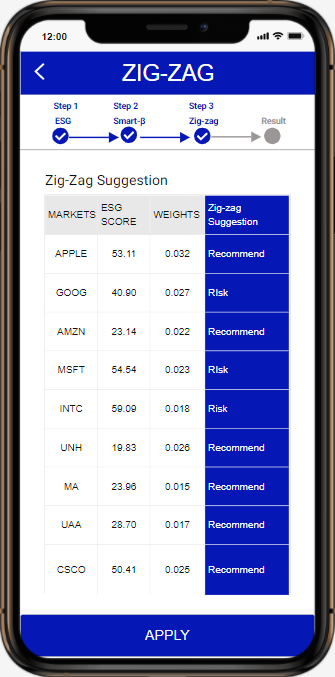 12:00
ZIG-ZAG
Step 1 Step 2 Step 3
ESG Smart-β Zig-zag Result
Zig-Zag Suggestion
MARKETS ESG SCORE WEIGHTS Zig-zag Suggestion
APPLE 53.11 0.032 Recommend
GOOG 40.90 0.027 RIsk
AMZN 23.14 0.022 Recommend
MSFT 54.54 0.023 RIsk
INTC 59.09 0.018 Risk
UNH 19.83 0.026 Recommend
MA 23.96 0.015 Recommend
UAA 28.70 0.017 Recommend
CSCO 50.41 0.025 Recommend
APPLY